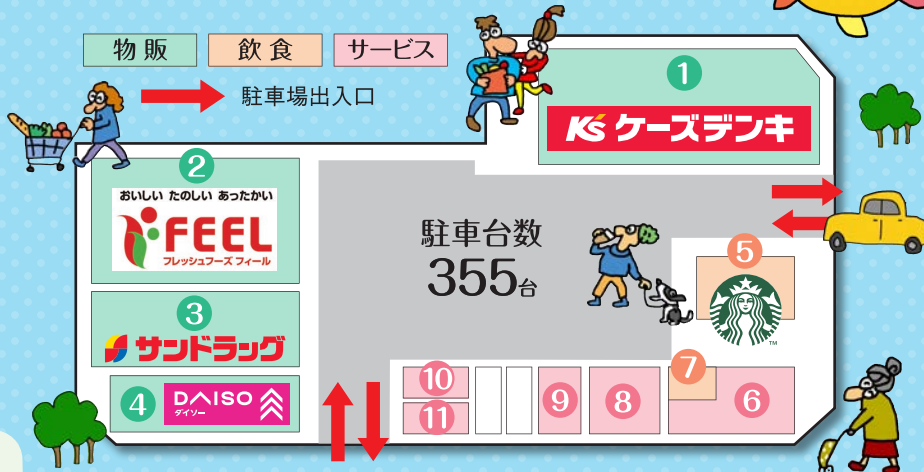 物販 飲食 サービス
駐車場出入口
1
K's ケーズデンキ
2
おいしい たのしい あったかい
FEEL
フレッシュフーズ フィール
駐車台数
355台
5
TM
3
サンドラッグ
4
DAISO
ダイソー
10
11
9
8
7
6